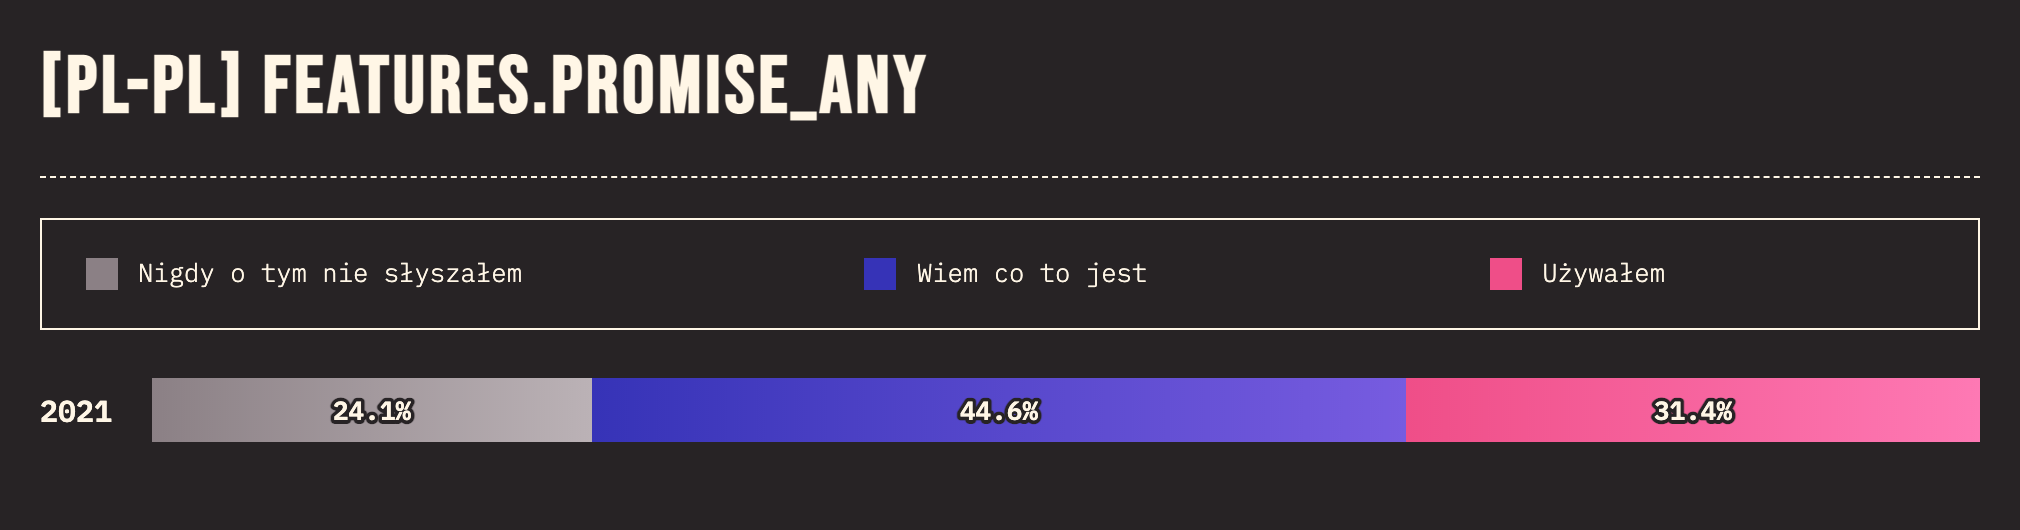 [PL-PL] FEATURES.PROMISE_ANY
Nigdy o tym nie słyszałem
Wiem co to jest
Używałem
2021 24.1% 44.6% 31.4%